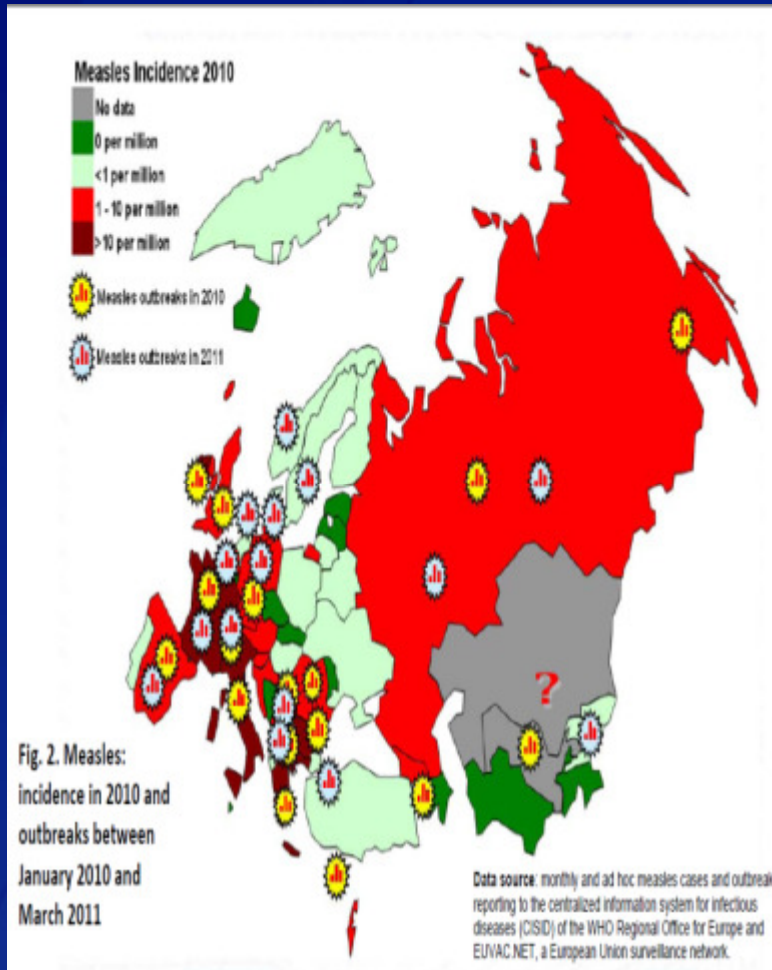 Measles Incidence 2010
No data
0 per million
<1 per million
1 - 10 per million
>10 per million
Measles outbreaks in 2010
Measles outbreaks in 2011
?
Fig. 2. Measles:
incidence in 2010 and
outbreaks between
January 2010 and
March 2011
Data source: monthly and ad hoc measles cases and outbreak
reporting to the centralized information system for infectious
diseases (CISID) of the WHO Regional Office for Europe and
EUVAC.NET, a European Union surveillance network.